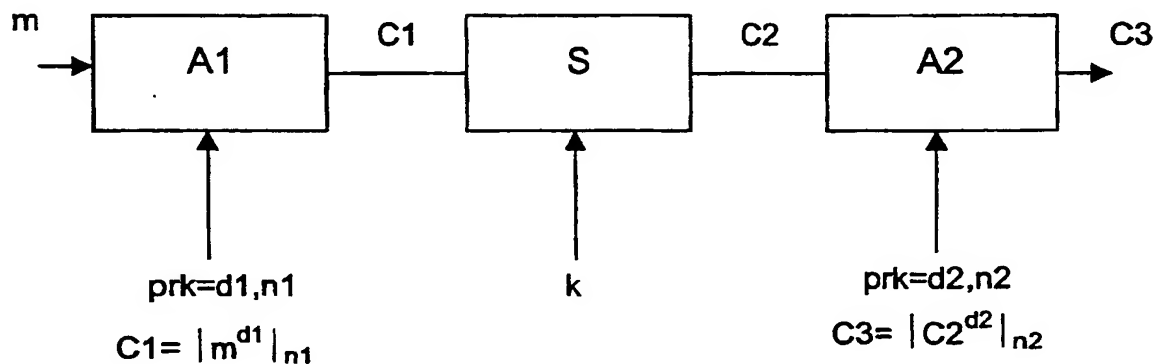 m
A1
C1
S
C2
A2
C3
prk=d1,n1
k
prk=d2,n2
C1= |m^d1|n1
C3= |C2^d2|n2